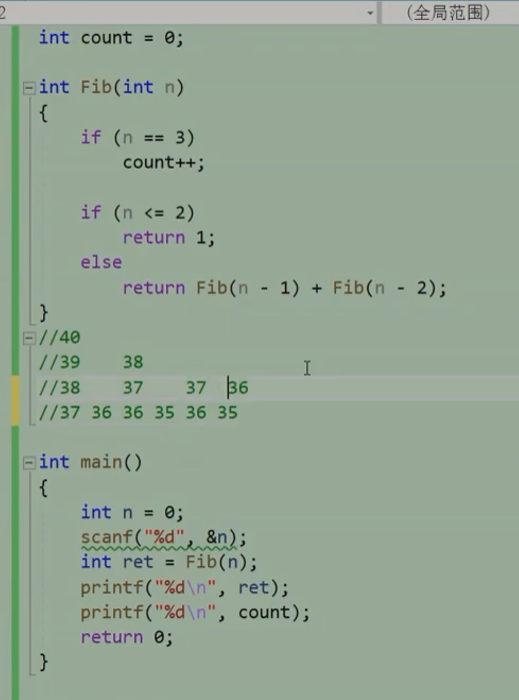 2 (全局范围)
int count = 0;
int Fib(int n)
{
if (n == 3)
count++;
if (n <= 2)
return 1;
else
return Fib(n - 1) + Fib(n - 2);
}
//40
//39 38
//38 37 37 36
//37 36 36 35 36 35
int main()
{
int n = 0;
scanf("%d", &n);
int ret = Fib(n);
printf("%d\n", ret);
printf("%d\n", count);
return 0;
}